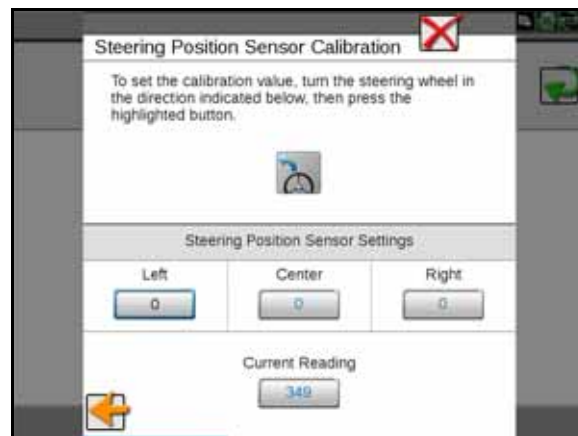 Steering Position Sensor Calibration
To set the calibration value, turn the steering wheel in
the direction indicated below, then press the
highlighted button.
Steering Position Sensor Settings
Left Center Right
0 0 0
Current Reading
349